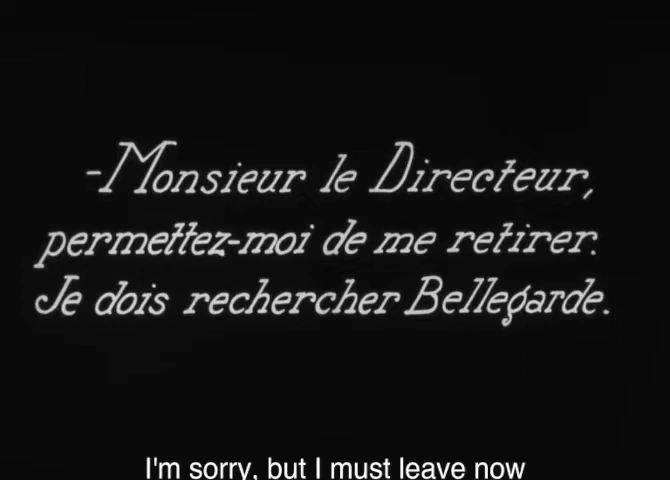 -Monsieur le Directeur,
permettez-moi de me retirer.
Je dois rechercher Bellegarde.
I'm sorry, but I must leave now